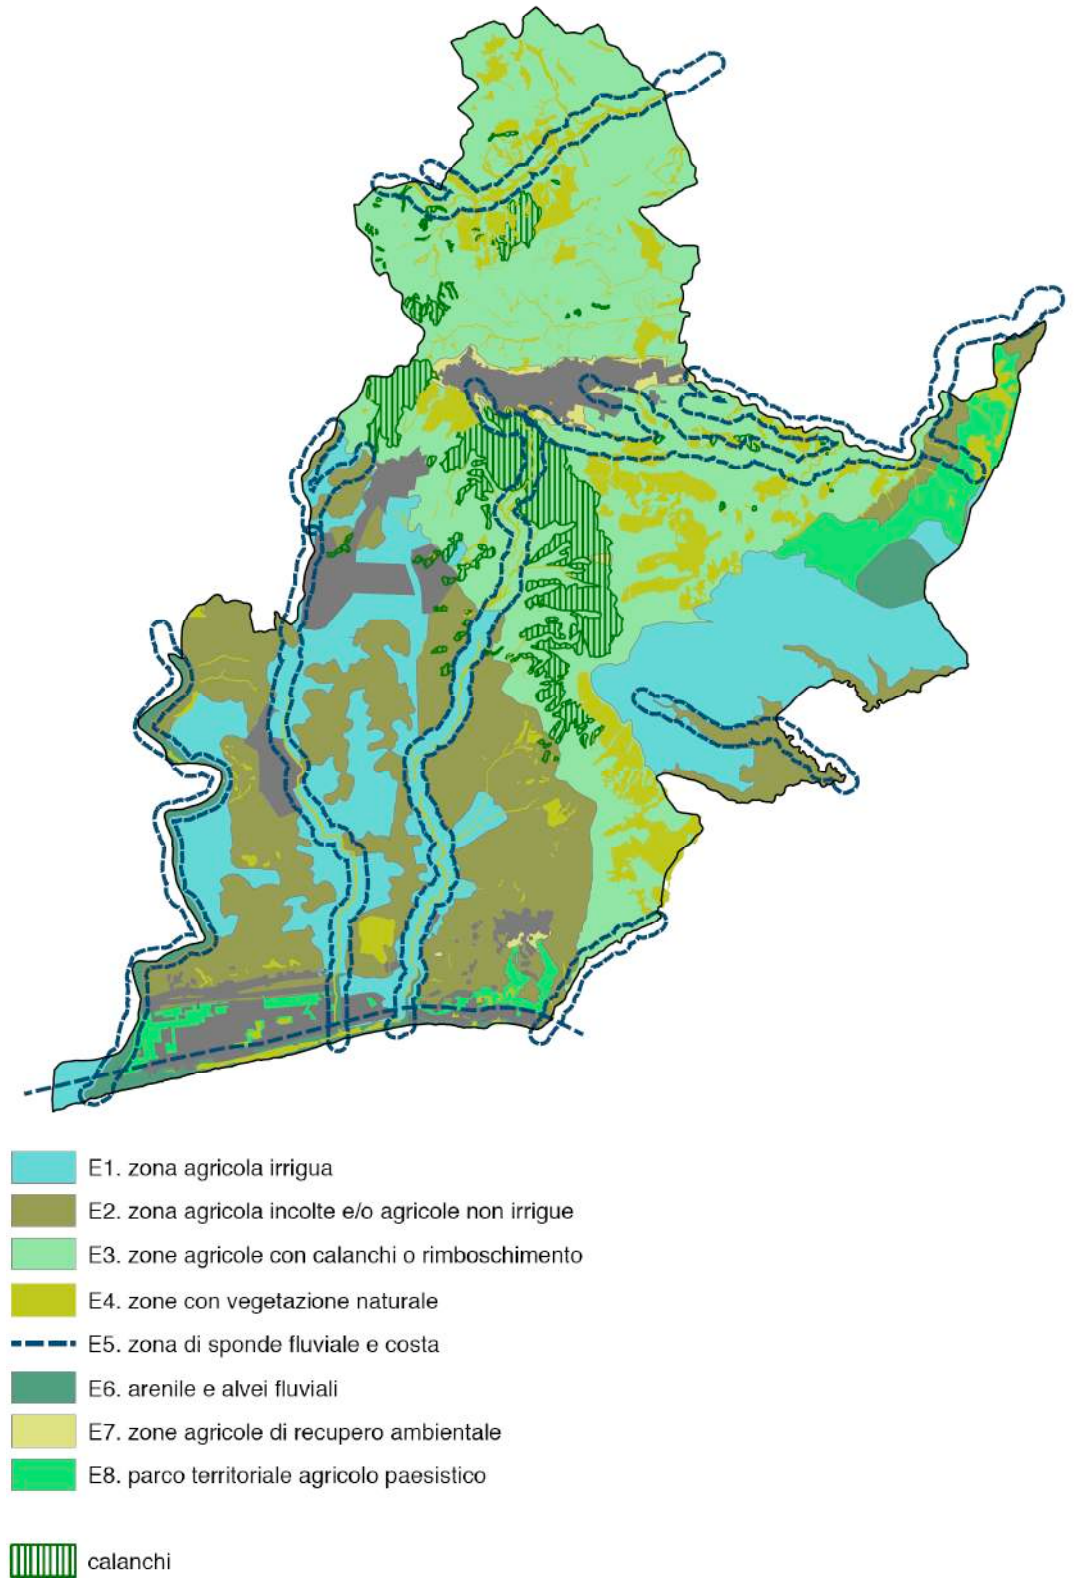 E1. zona agricola irrigua
E2. zona agricola incolte e/o agricole non irrigue
E3. zone agricole con calanchi o rimboschimento
E4. zone con vegetazione naturale
E5. zona di sponde fluviale e costa
E6. arenile e alvei fluviali
E7. zone agricole di recupero ambientale
E8. parco territoriale agricolo paesistico
calanchi